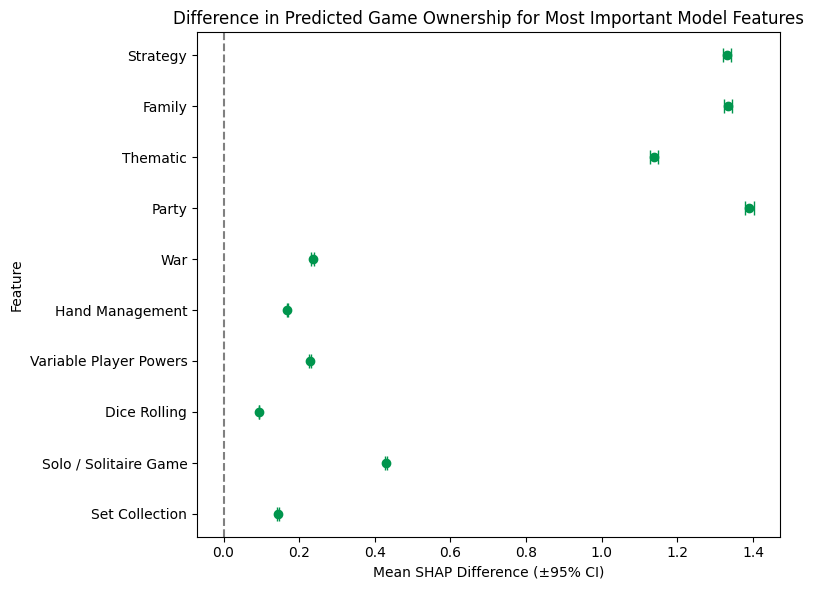 Difference in Predicted Game Ownership for Most Important Model Features
Strategy
Family
Thematic
Party
War
Hand Management
Variable Player Powers
Dice Rolling
Solo / Solitaire Game
Set Collection
Feature
0.0 0.2 0.4 0.6 0.8 1.0 1.2 1.4
Mean SHAP Difference (±95% CI)